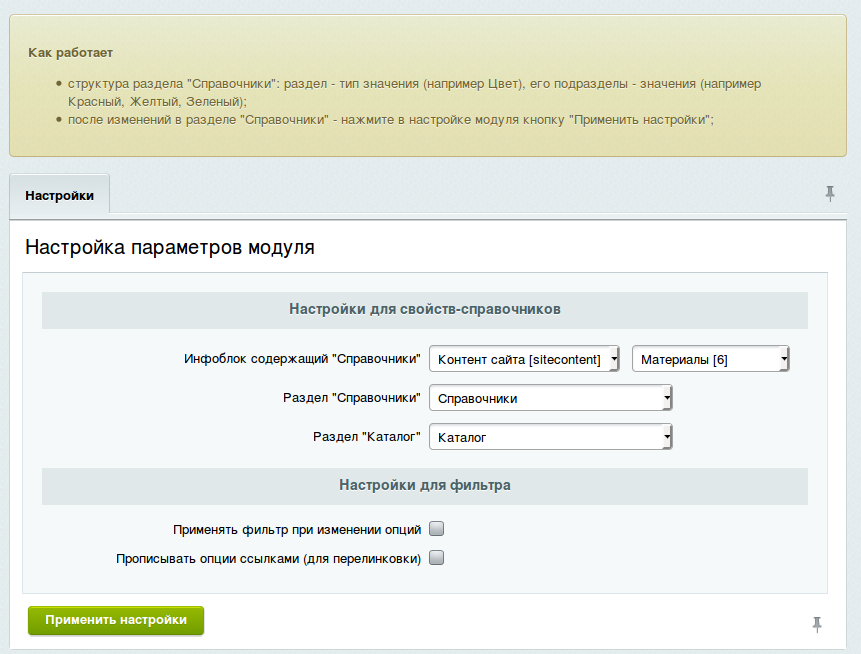 Как работает
структура раздела "Справочники": раздел - тип значения (например Цвет), его подразделы - значения (например
Красный, Желтый, Зеленый);
после изменений в разделе "Справочники" - нажмите в настройке модуля кнопку "Применить настройки";
Настройки
Настройка параметров модуля
Настройки для свойств-справочников
Инфоблок содержащий "Справочники" Контент сайта [sitecontent] Материалы [6]
Раздел "Справочники" Справочники
Раздел "Каталог" Каталог
Настройки для фильтра
Применять фильтр при изменении опций
Прописывать опции ссылками (для перелинковки)
Применить настройки